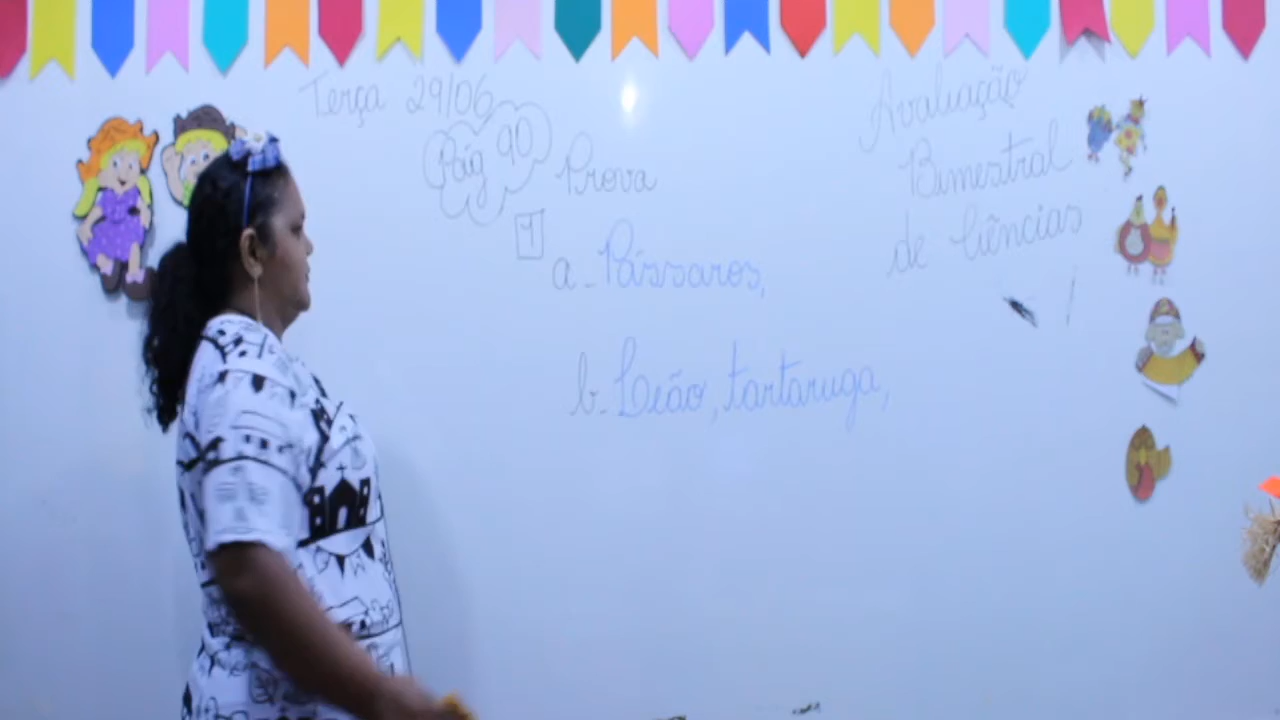 Terça 29/06
Pág 90
Prova
1
a - Pássaros,
b - Leão, tartaruga,
Avaliação
Bimestral
de Ciências